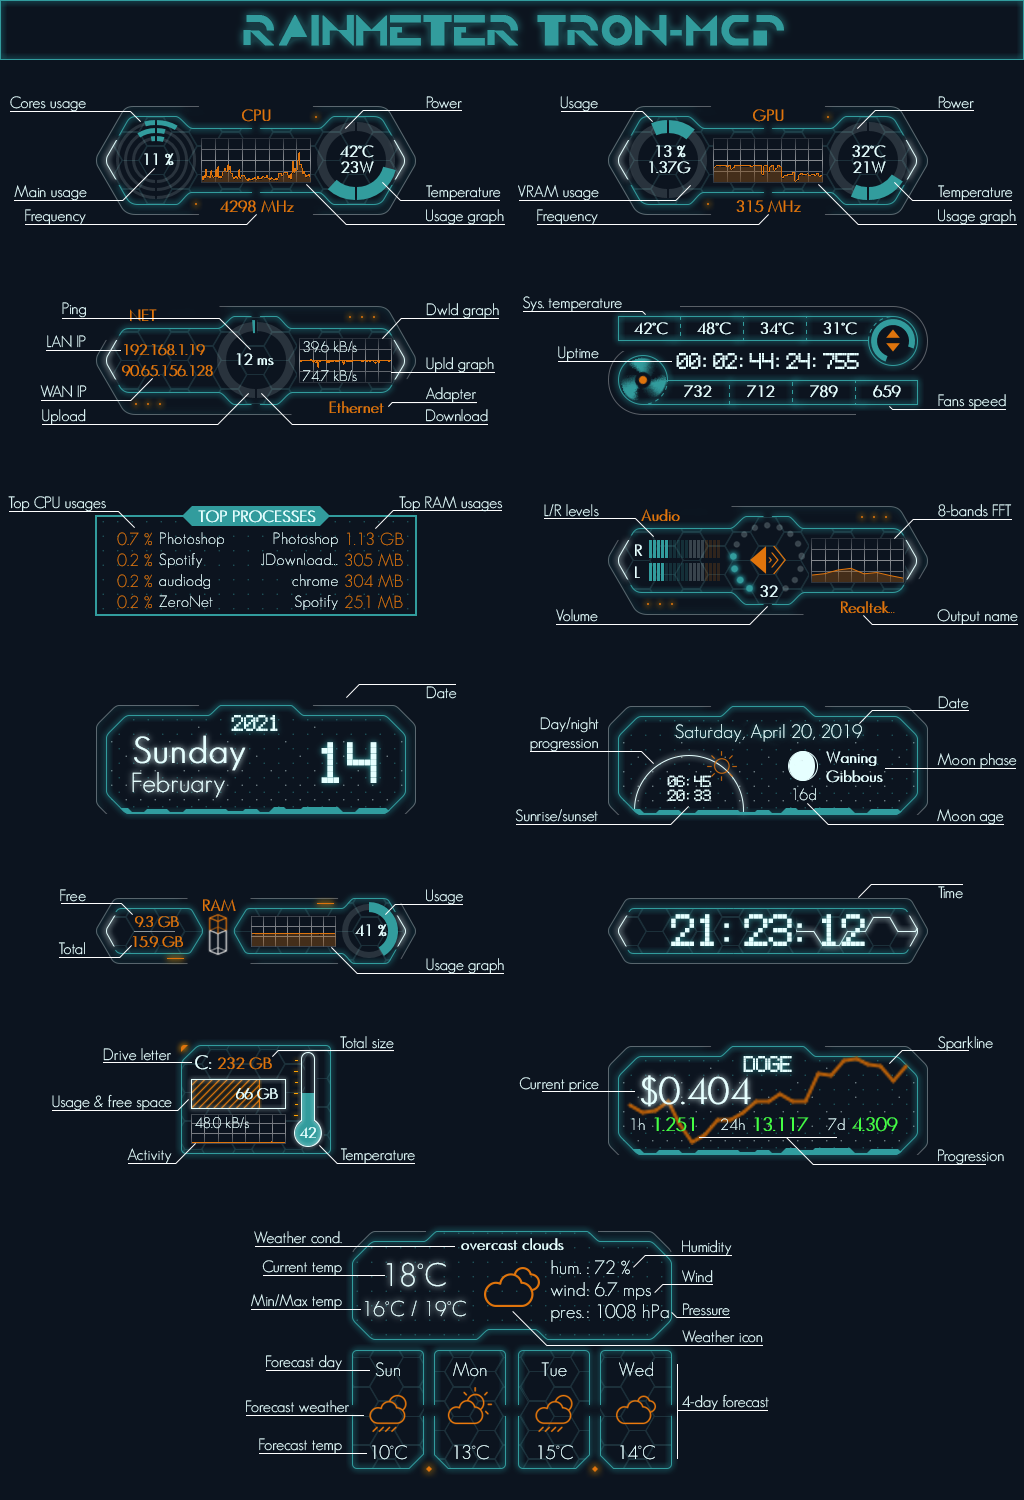 RAINMETER TRON-MCP
Cores usage
CPU
Power
11 %
42°C
23W
Main usage
Temperature
4298 MHz
Frequency
Usage graph
Usage
GPU
Power
13 %
1.37G
32°C
21W
VRAM usage
Temperature
315 MHz
Frequency
Usage graph
Ping
NET
Dwld graph
LAN IP
192.168.1.19
39.6 kB/s
12 ms
90.65.156.128
74.7 kB/s
Upld graph
WAN IP
Adapter
Ethernet
Upload
Download
Sys. temperature
42°C 48°C 34°C 31°C
Uptime
00:02:44:24:755
732 712 789 659
Fans speed
Top CPU usages
Top RAM usages
TOP PROCESSES
0.7 % Photoshop Photoshop 1.13 GB
0.2 % Spotify JDownload... 305 MB
0.2 % audiodg chrome 304 MB
0.2 % ZeroNet Spotify 251 MB
L/R levels
Audio
8-bands FFT
R
L
32
Realtek...
Volume
Output name
Date
2021
Sunday
14
February
Date
Day/night
progression
Saturday, April 20, 2019
Waning
Gibbous
Moon phase
06:45
20:33
16d
Sunrise/sunset
Moon age
Free
RAM
Usage
9.3 GB
15.9 GB
41 %
Total
Usage graph
Time
21:23:12
Drive letter
Total size
C: 232 GB
Usage & free space
66 GB
48.0 kB/s
42
Activity
Temperature
Sparkline
DOGE
Current price
$0.404
1h 1.251 24h 13.117 7d 4.309
Progression
Weather cond.
overcast clouds
Humidity
Current temp
18°C
hum. : 72 %
Wind
wind: 6.7 mps
Min/Max temp
16°C / 19°C
pres.: 1008 hPa
Pressure
Weather icon
Forecast day
Sun Mon Tue Wed
Forecast weather
4-day forecast
Forecast temp
10°C 13°C 15°C 14°C